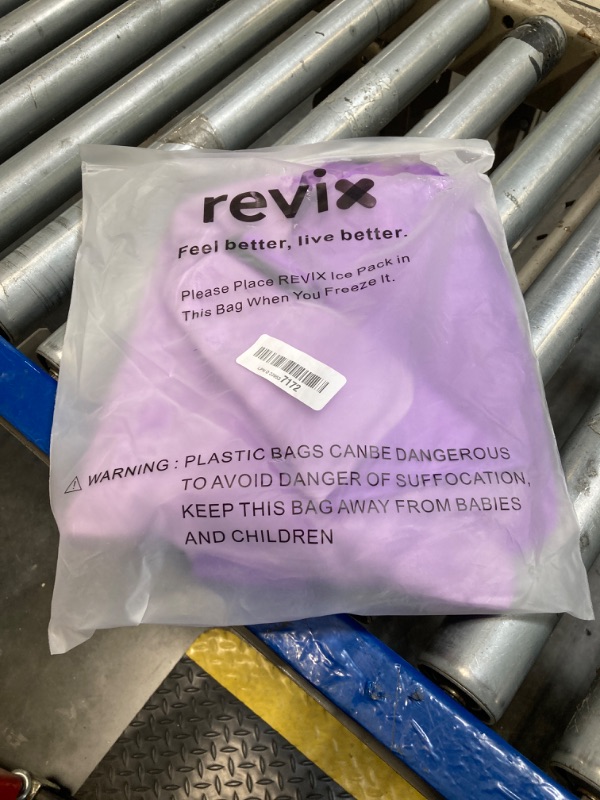 revix
Feel better, live better.
Please Place REVIX Ice Pack in
This Bag When You Freeze It.
7172
WARNING : PLASTIC BAGS CANBE DANGEROUS
TO AVOID DANGER OF SUFFOCATION,
KEEP THIS BAG AWAY FROM BABIES
AND CHILDREN